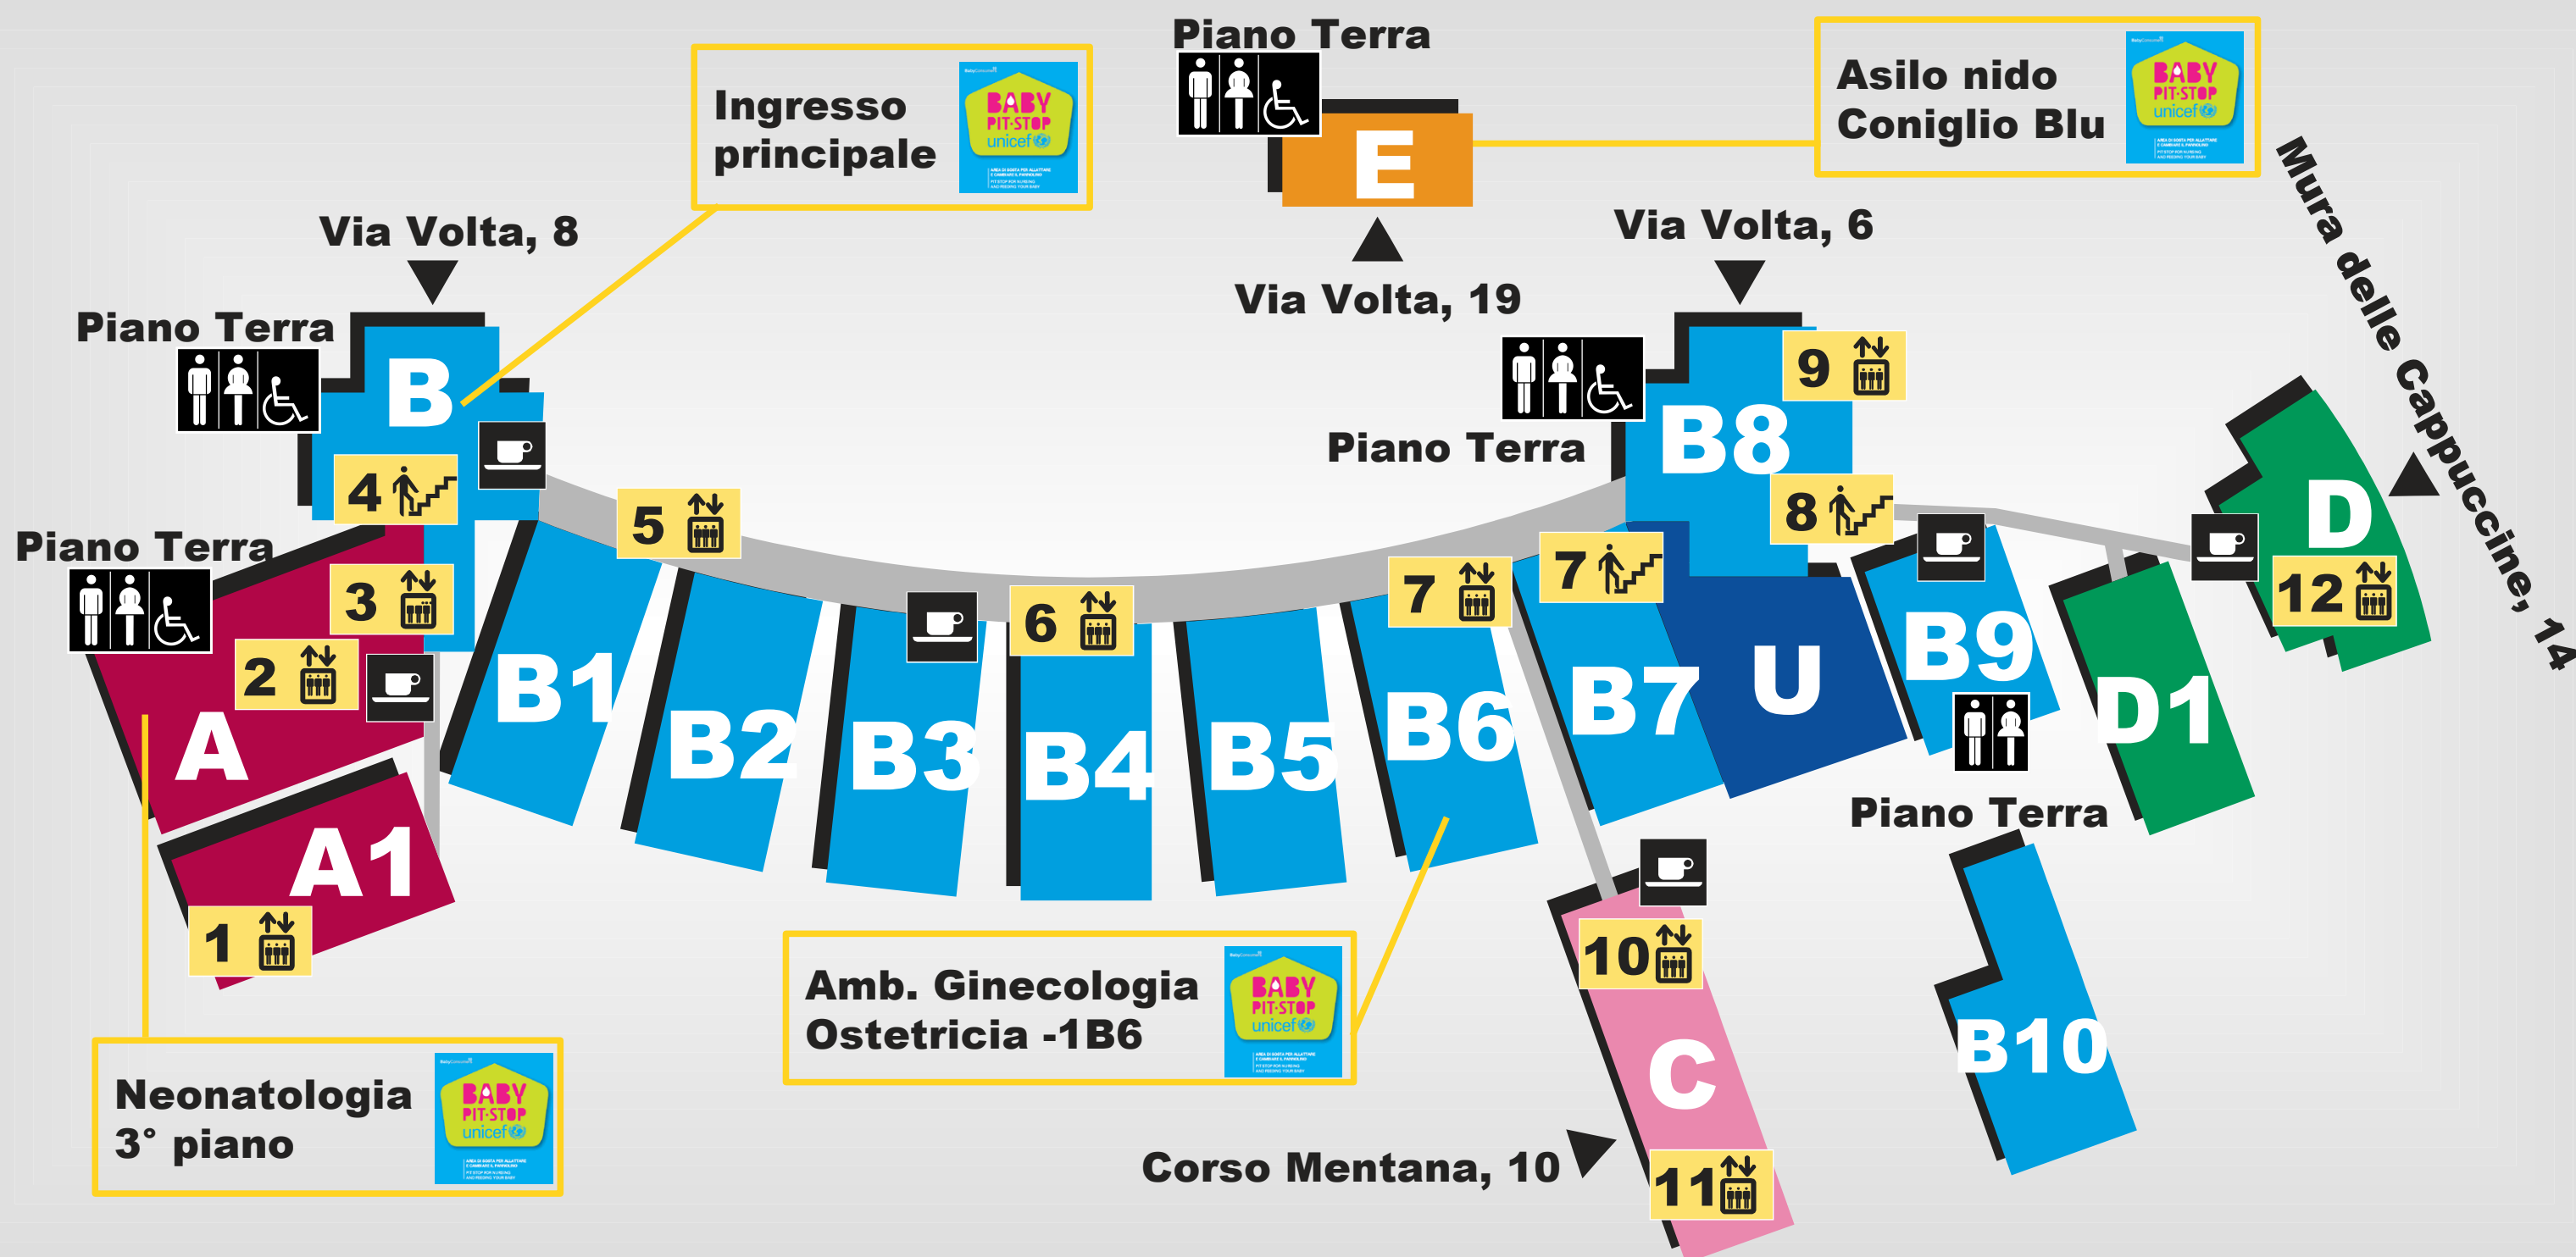 Piano Terra
Ingresso
principale
BABY
PIT-STOP
unicef
E
Asilo nido
Coniglio Blu
BABY
PIT-STOP
unicef
Via Volta, 8
Via Volta, 19
Via Volta, 6
Mura delle Cappuccine, 14
Piano Terra
B
4
Piano Terra
B8
9
8
D
12
Piano Terra
3
2
A
A1
1
5
B1
B2
B3
6
B4
B5
7
B6
7
B7
U
B9
D1
Piano Terra
Amb. Ginecologia
Ostetricia -1B6
BABY
PIT-STOP
unicef
10
C
11
B10
Neonatologia
3° piano
BABY
PIT-STOP
unicef
Corso Mentana, 10